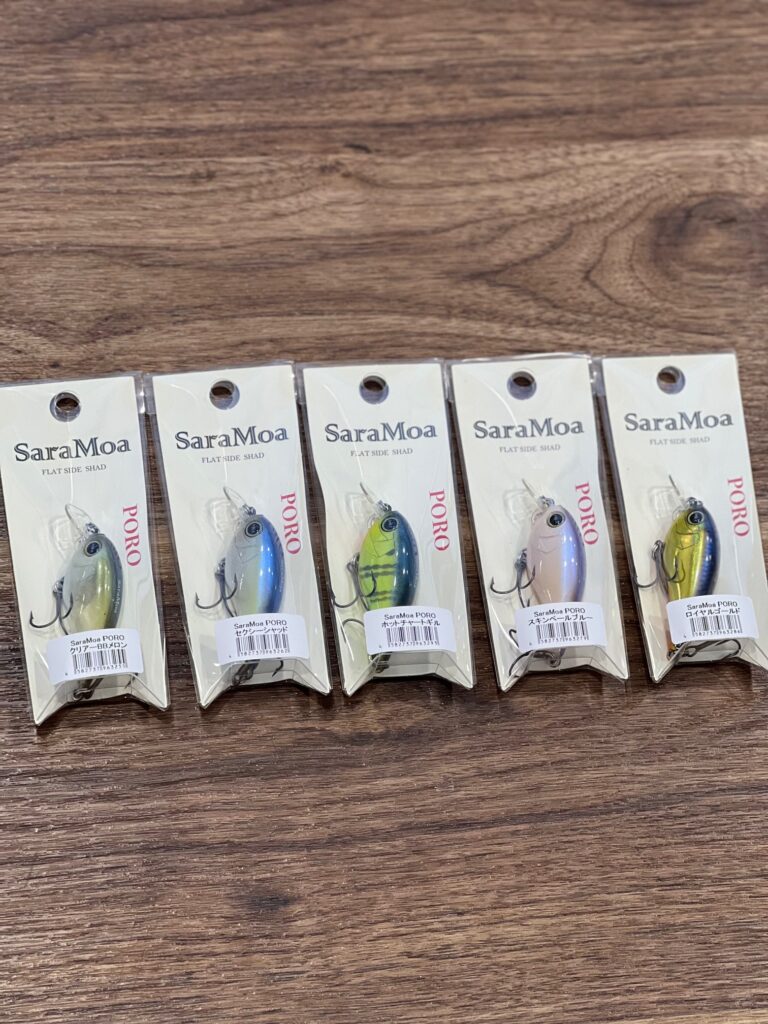 SaraMoa
FLAT SIDE SHAD
PORO
SaraMoa PORO
クリアーBBメロン
SaraMoa
FLAT SIDE SHAD
PORO
SaraMoa PORO
セクシーシャッド
SaraMoa
FLAT SIDE SHAD
PORO
SaraMoa PORO
ホットチャートギル
SaraMoa
FLAT SIDE SHAD
PORO
SaraMoa PORO
スキンペールブルー
SaraMoa
FLAT SIDE SHAD
PORO
SaraMoa PORO
ロイヤルゴールド